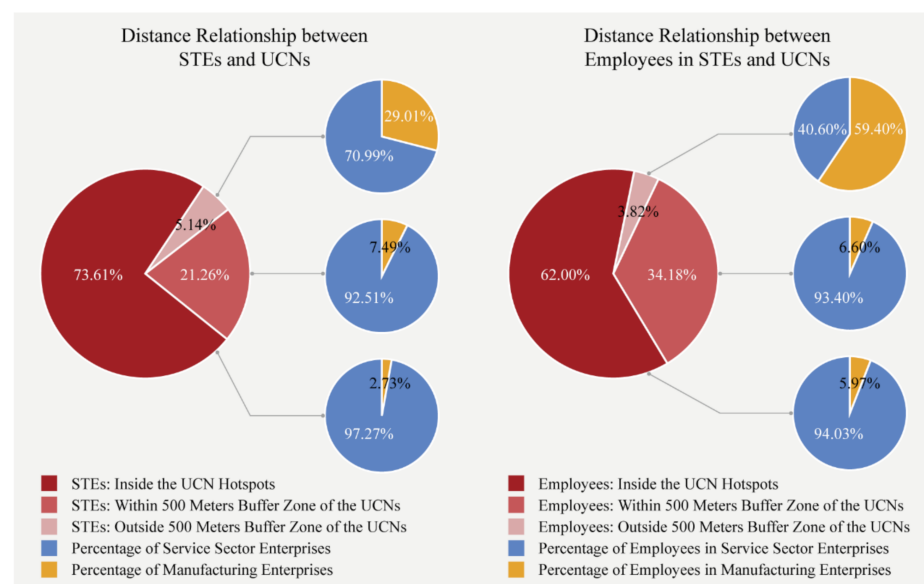 Distance Relationship between
STEs and UCNs
29.01%
70.99%
5.14%
73.61%
21.26%
7.49%
92.51%
2.73%
97.27%
STEs: Inside the UCN Hotspots
STEs: Within 500 Meters Buffer Zone of the UCNs
STEs: Outside 500 Meters Buffer Zone of the UCNs
Percentage of Service Sector Enterprises
Percentage of Manufacturing Enterprises
Distance Relationship between
Employees in STEs and UCNs
40.60%
59.40%
3.82%
62.00%
34.18%
6.60%
93.40%
5.97%
94.03%
Employees: Inside the UCN Hotspots
Employees: Within 500 Meters Buffer Zone of the UCNs
Employees: Outside 500 Meters Buffer Zone of the UCNs
Percentage of Employees in Service Sector Enterprises
Percentage of Employees in Manufacturing Enterprises